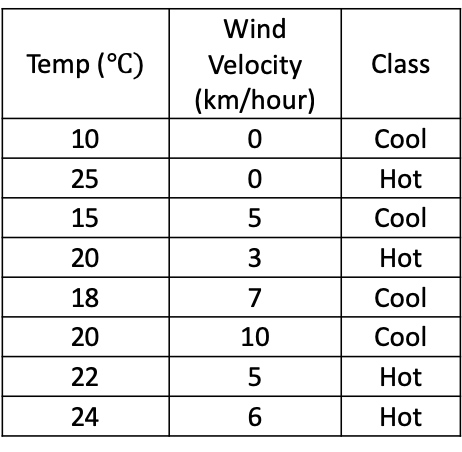 Temp (°C) Wind Velocity (km/hour) Class
10 0 Cool
25 0 Hot
15 5 Cool
20 3 Hot
18 7 Cool
20 10 Cool
22 5 Hot
24 6 Hot